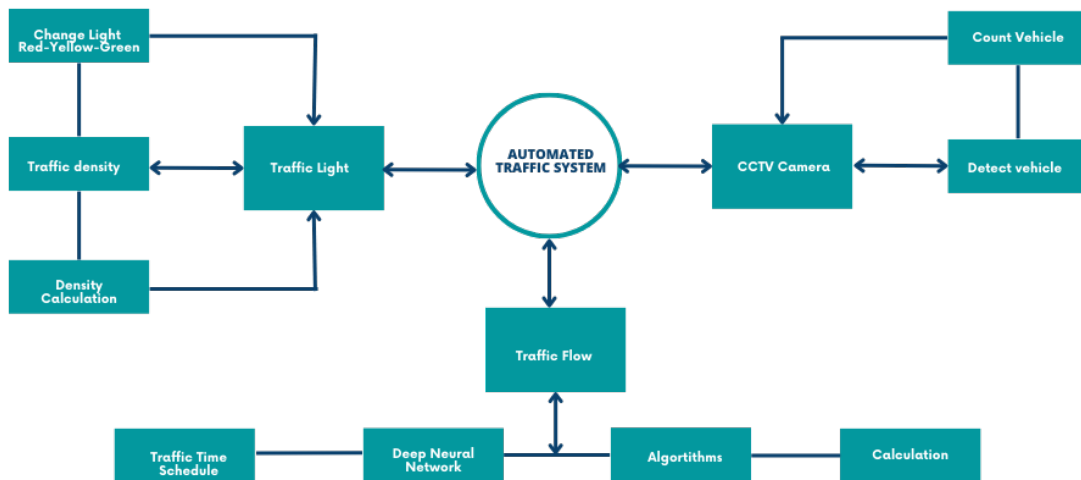 Change Light
Red-Yellow-Green
Count Vehicle
AUTOMATED
TRAFFIC SYSTEM
Traffic density
Traffic Light
CCTV Camera
Detect vehicle
Density
Calculation
Traffic Flow
Traffic Time
Schedule
Deep Neural
Network
Algortithms
Calculation